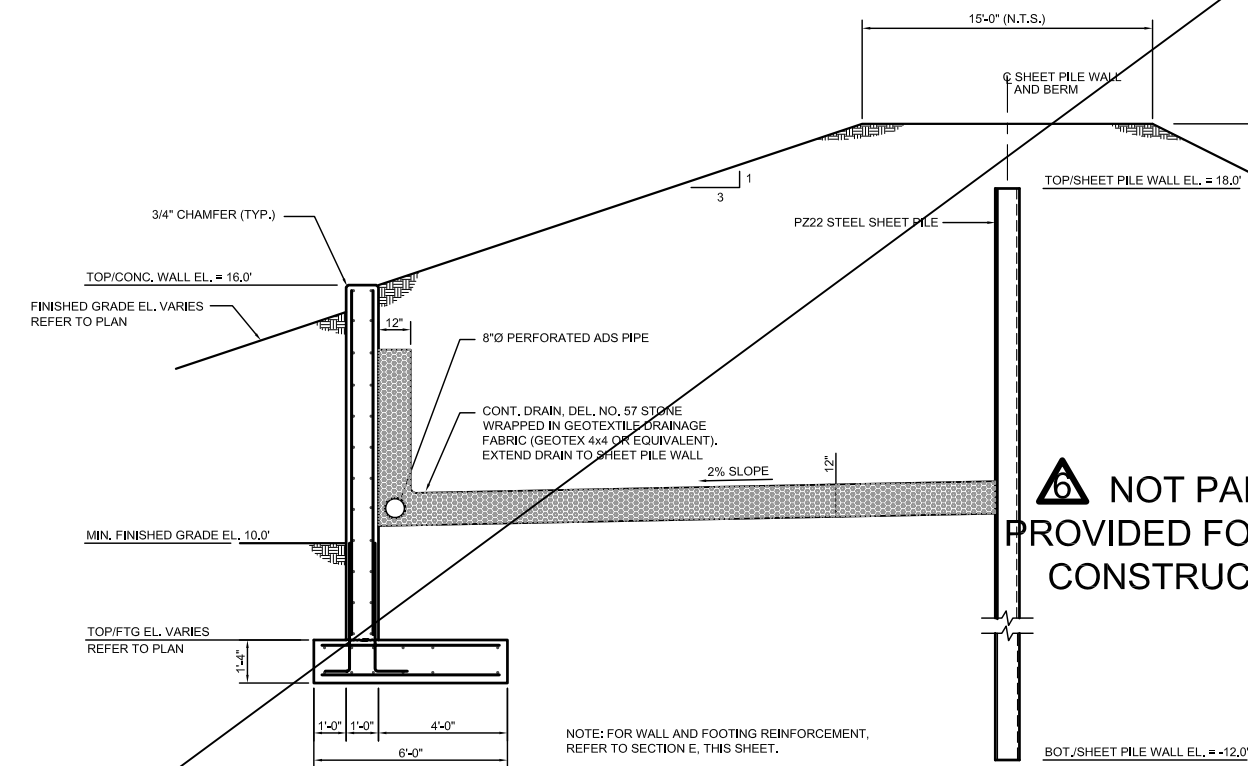 15'-0" (N.T.S.)
℄ SHEET PILE WALL
AND BERM
TOP/SHEET PILE WALL EL. = 18.0'
1
3
3/4" CHAMFER (TYP.)
PZ22 STEEL SHEET PILE
TOP/CONC. WALL EL. = 16.0'
FINISHED GRADE EL. VARIES
REFER TO PLAN
12"
8"Ø PERFORATED ADS PIPE
CONT. DRAIN, DEL. NO. 57 STONE
WRAPPED IN GEOTEXTILE DRAINAGE
FABRIC (GEOTEX 4x4 OR EQUIVALENT).
EXTEND DRAIN TO SHEET PILE WALL
2% SLOPE
12"
6 NOT PA
PROVIDED FO
CONSTRUC
MIN. FINISHED GRADE EL. 10.0'
TOP/FTG EL. VARIES
REFER TO PLAN
1'-4"
1'-0" 1'-0" 4'-0"
6'-0"
NOTE: FOR WALL AND FOOTING REINFORCEMENT,
REFER TO SECTION E, THIS SHEET.
BOT./SHEET PILE WALL EL. = -12.0'